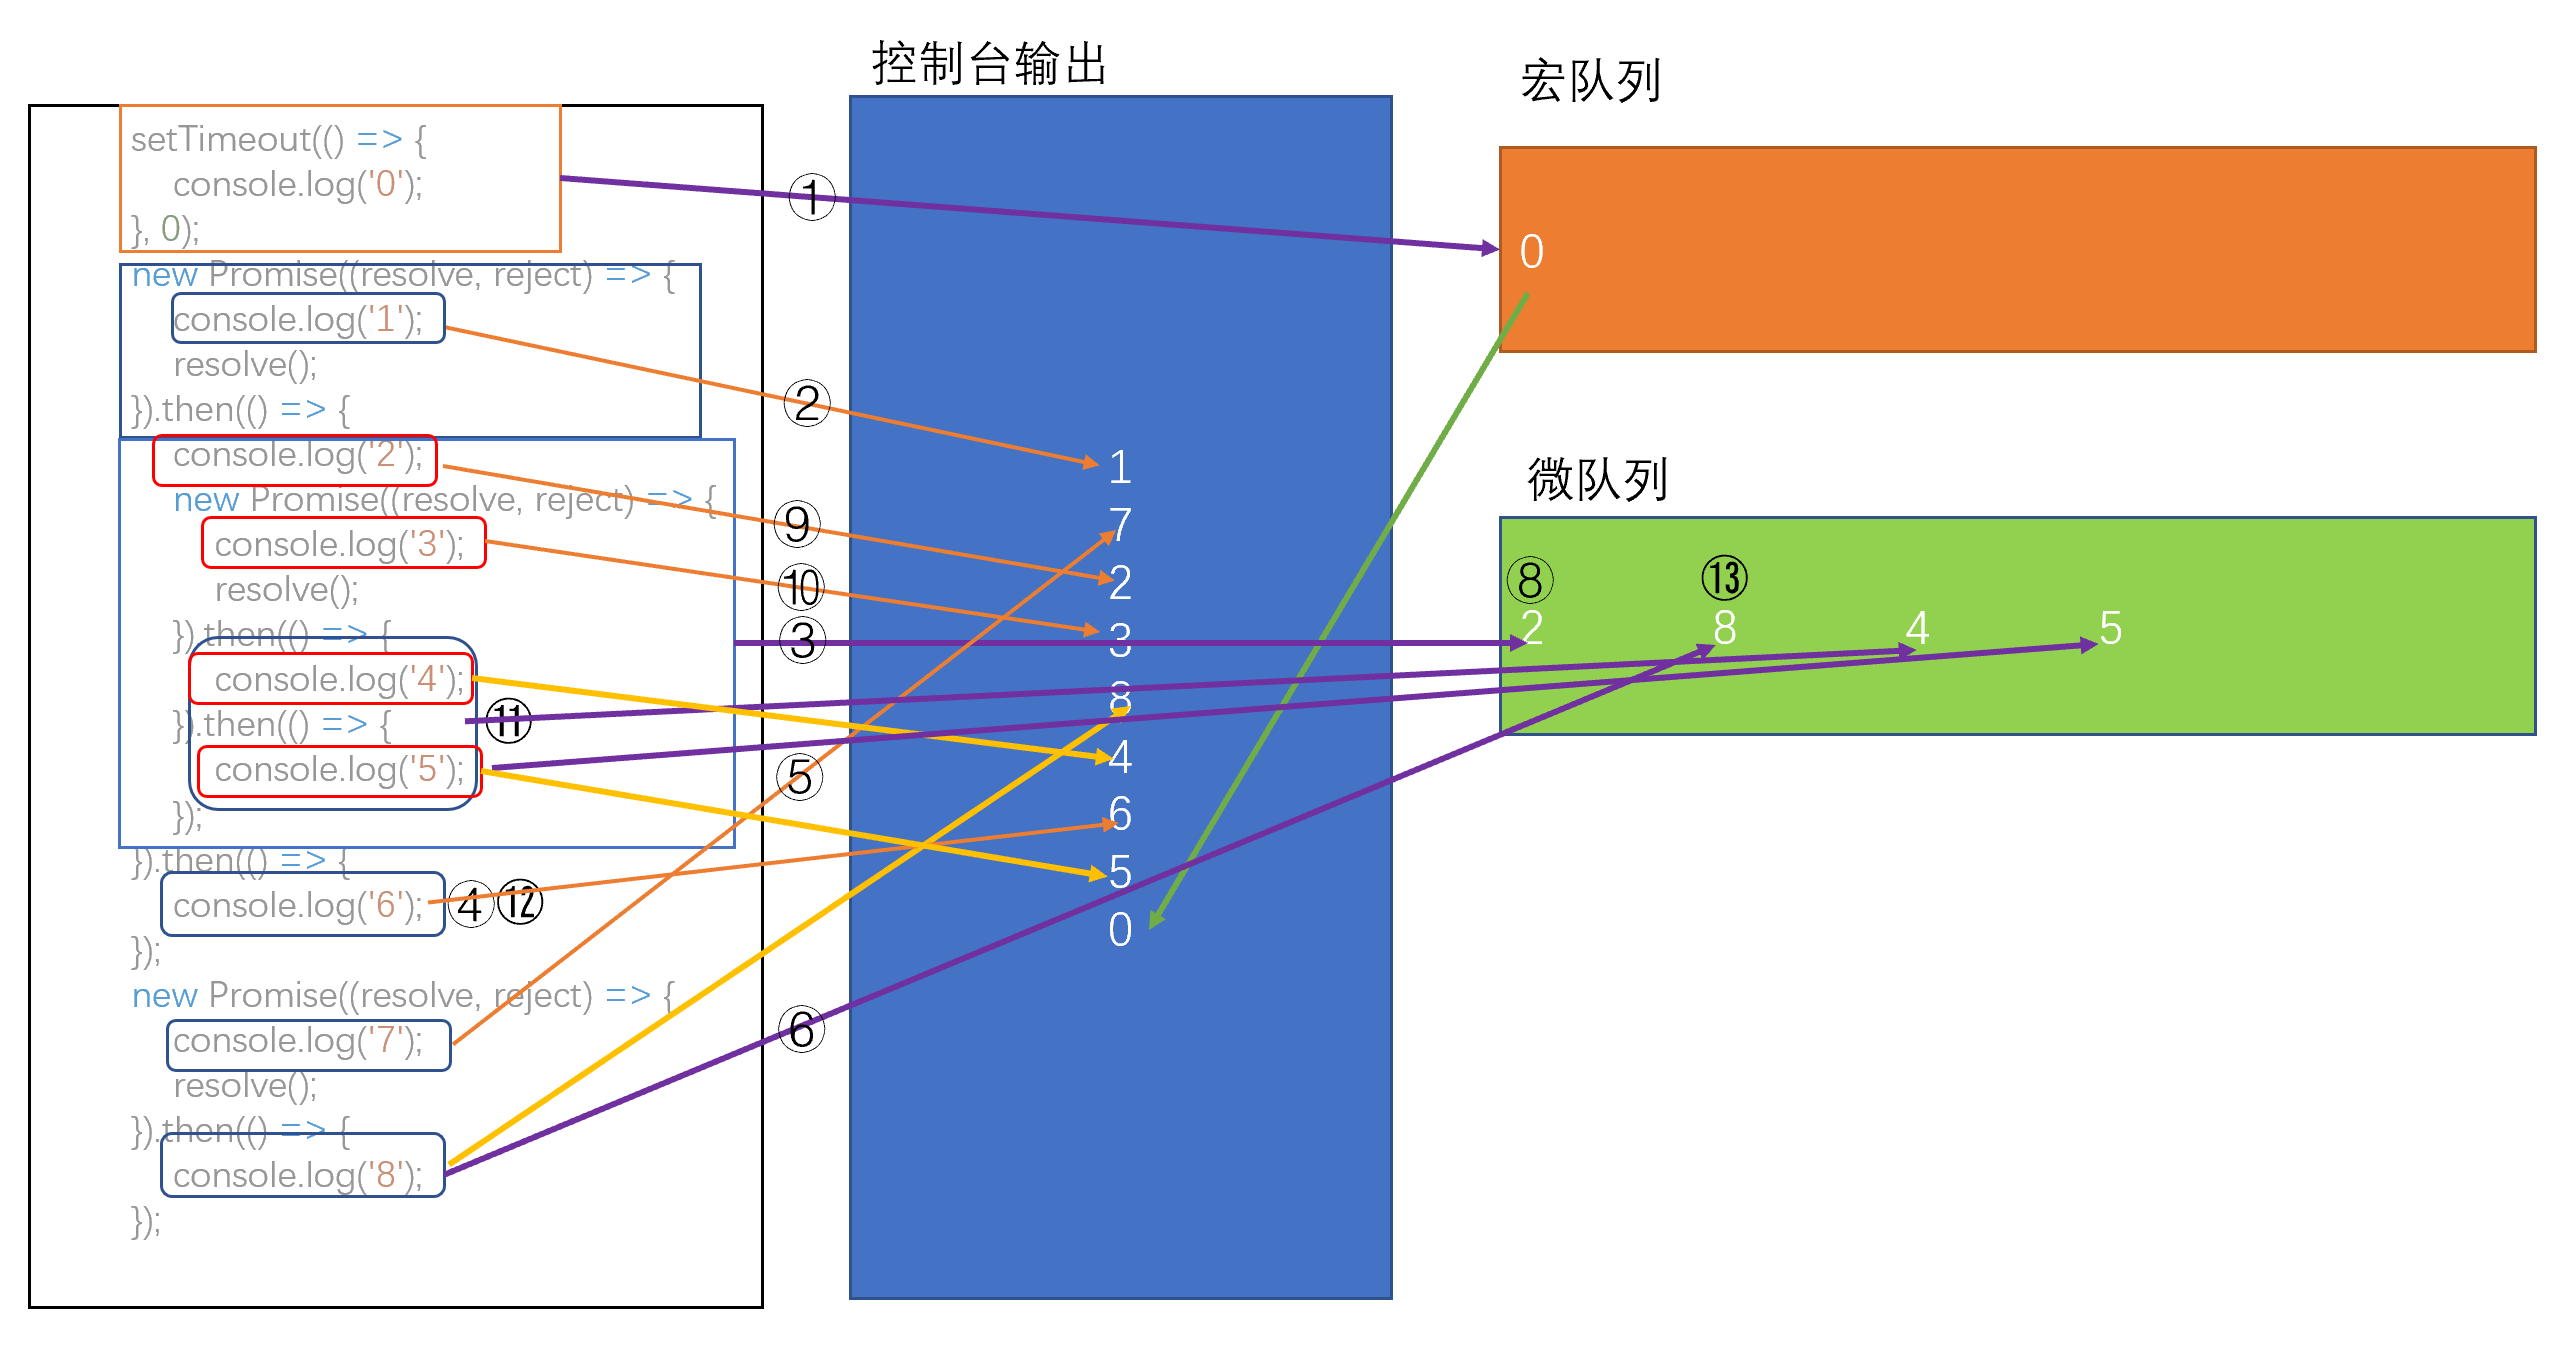 控制台输出
宏队列
setTimeout(() => {
console.log('0');
}, 0);
new Promise((resolve, reject) => {
console.log('1');
resolve();
}).then(() => {
console.log('2');
new Promise((resolve, reject) => {
console.log('3');
resolve();
}).then(() => {
console.log('4');
}).then(() => {
console.log('5');
});
}).then(() => {
console.log('6');
});
new Promise((resolve, reject) => {
console.log('7');
resolve();
}).then(() => {
console.log('8');
});
①
②
⑨
⑩
③
⑪
⑤
④⑫
⑥
1
7
2
3
8
4
6
5
0
0
微队列
⑧ ⑬
2 8 4 5